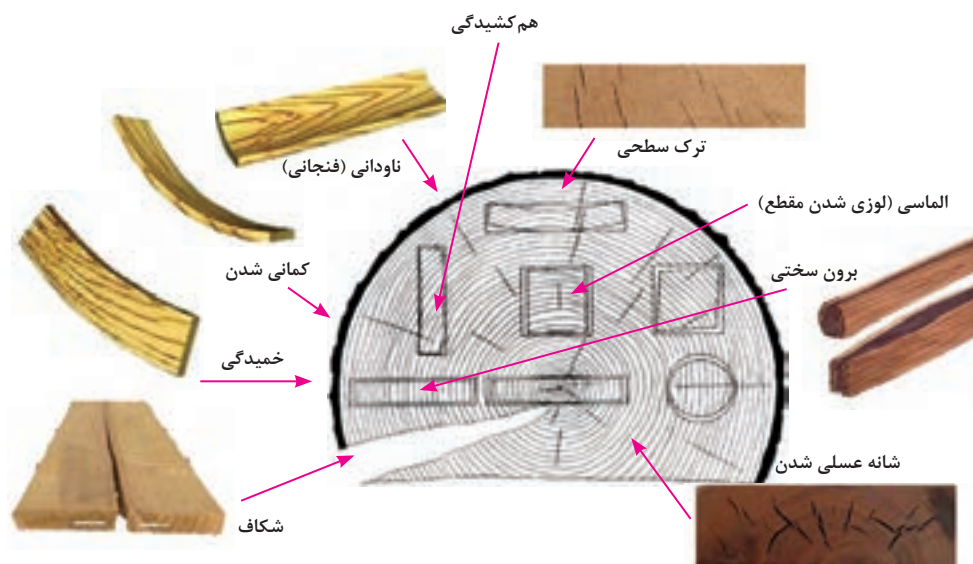 هم کشیدگی
ترک سطحی
ناودانی (فنجانی)
الماسی (لوزی شدن مقطع)
برون سختی
کمانی شدن
خمیدگی
شانه عسلی شدن
شکاف